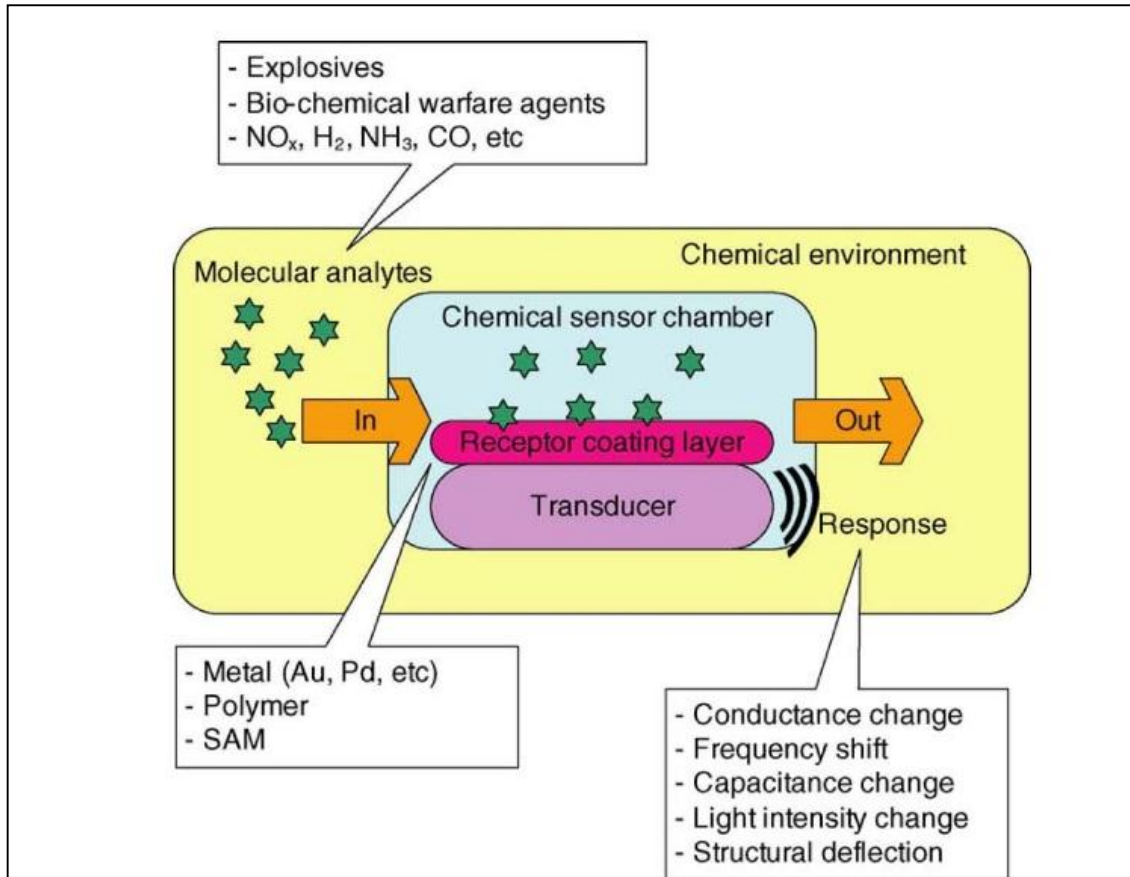 - Explosives
- Bio-chemical warfare agents
- NOₓ, H₂, NH₃, CO, etc
Chemical environment
Molecular analytes
Chemical sensor chamber
In
Receptor coating layer
Out
Transducer
Response
- Metal (Au, Pd, etc)
- Polymer
- SAM
- Conductance change
- Frequency shift
- Capacitance change
- Light intensity change
- Structural deflection